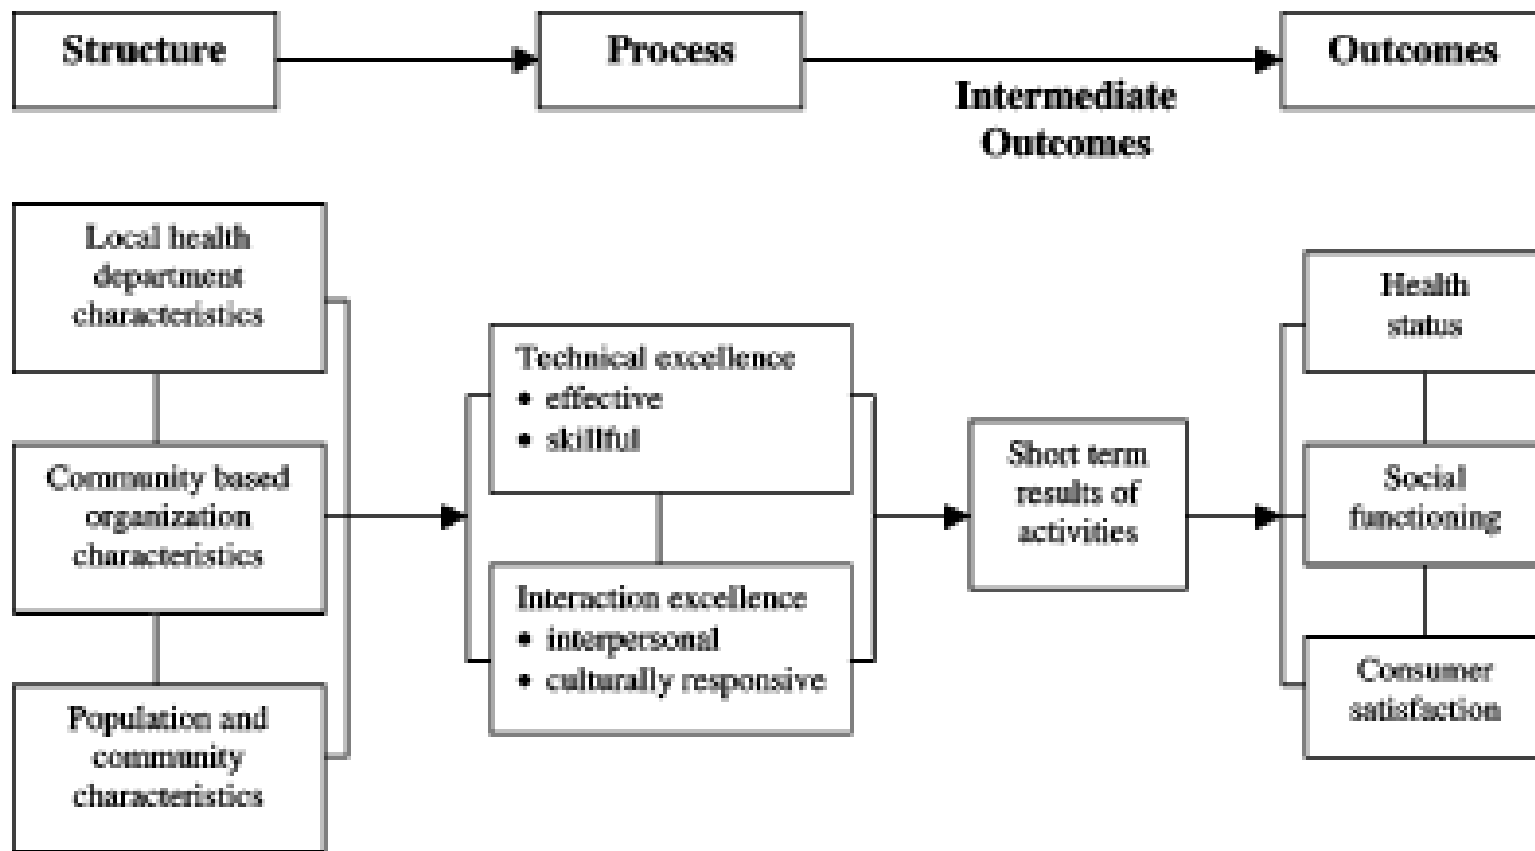 Structure
Process
Outcomes
Intermediate
Outcomes
Local health
department
characteristics
Community based
organization
characteristics
Population and
community
characteristics
Technical excellence
• effective
• skillful
Interaction excellence
• interpersonal
• culturally responsive
Short term
results of
activities
Health
status
Social
functioning
Consumer
satisfaction